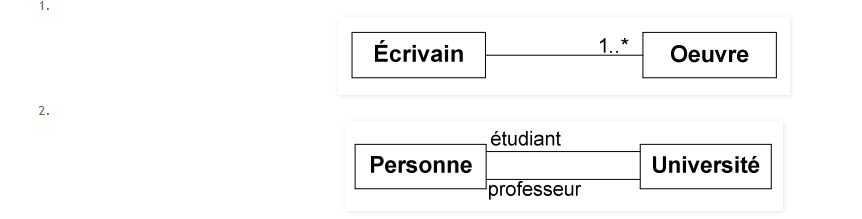 1.
Écrivain 1..* Oeuvre
2.
étudiant
Personne Université
professeur